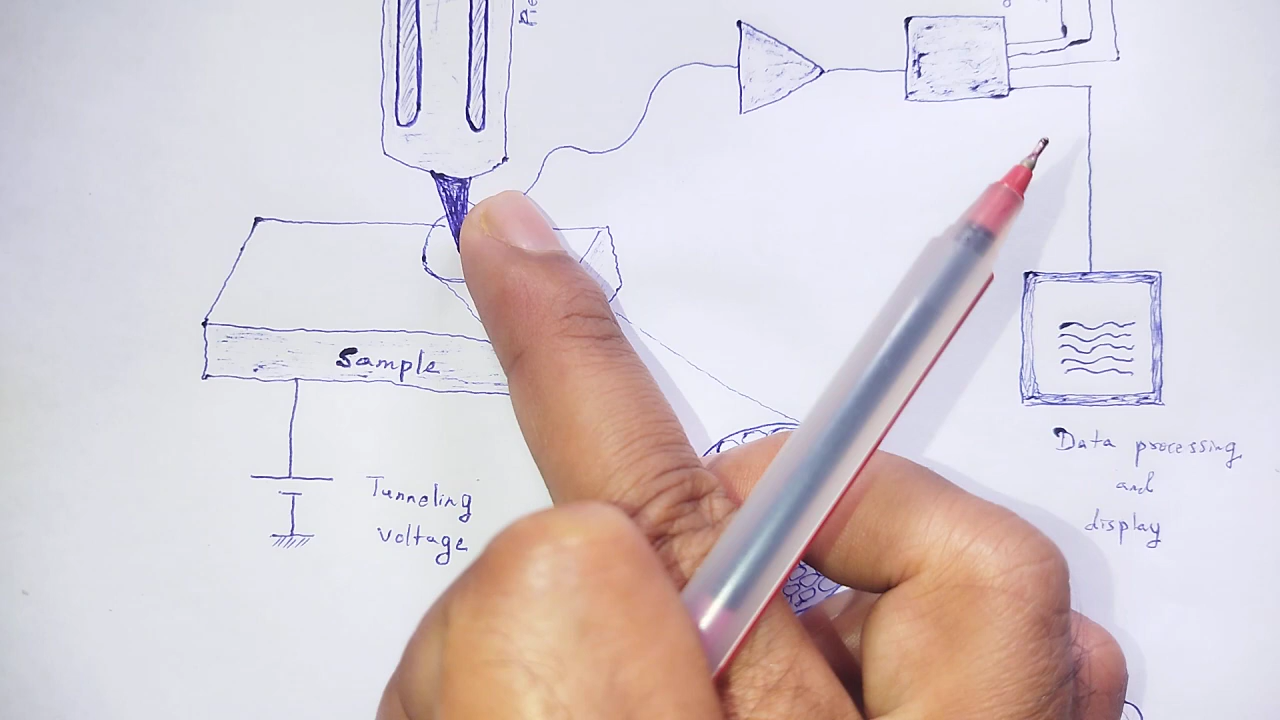 Sample
Tunneling
voltage
Data processing
and
display